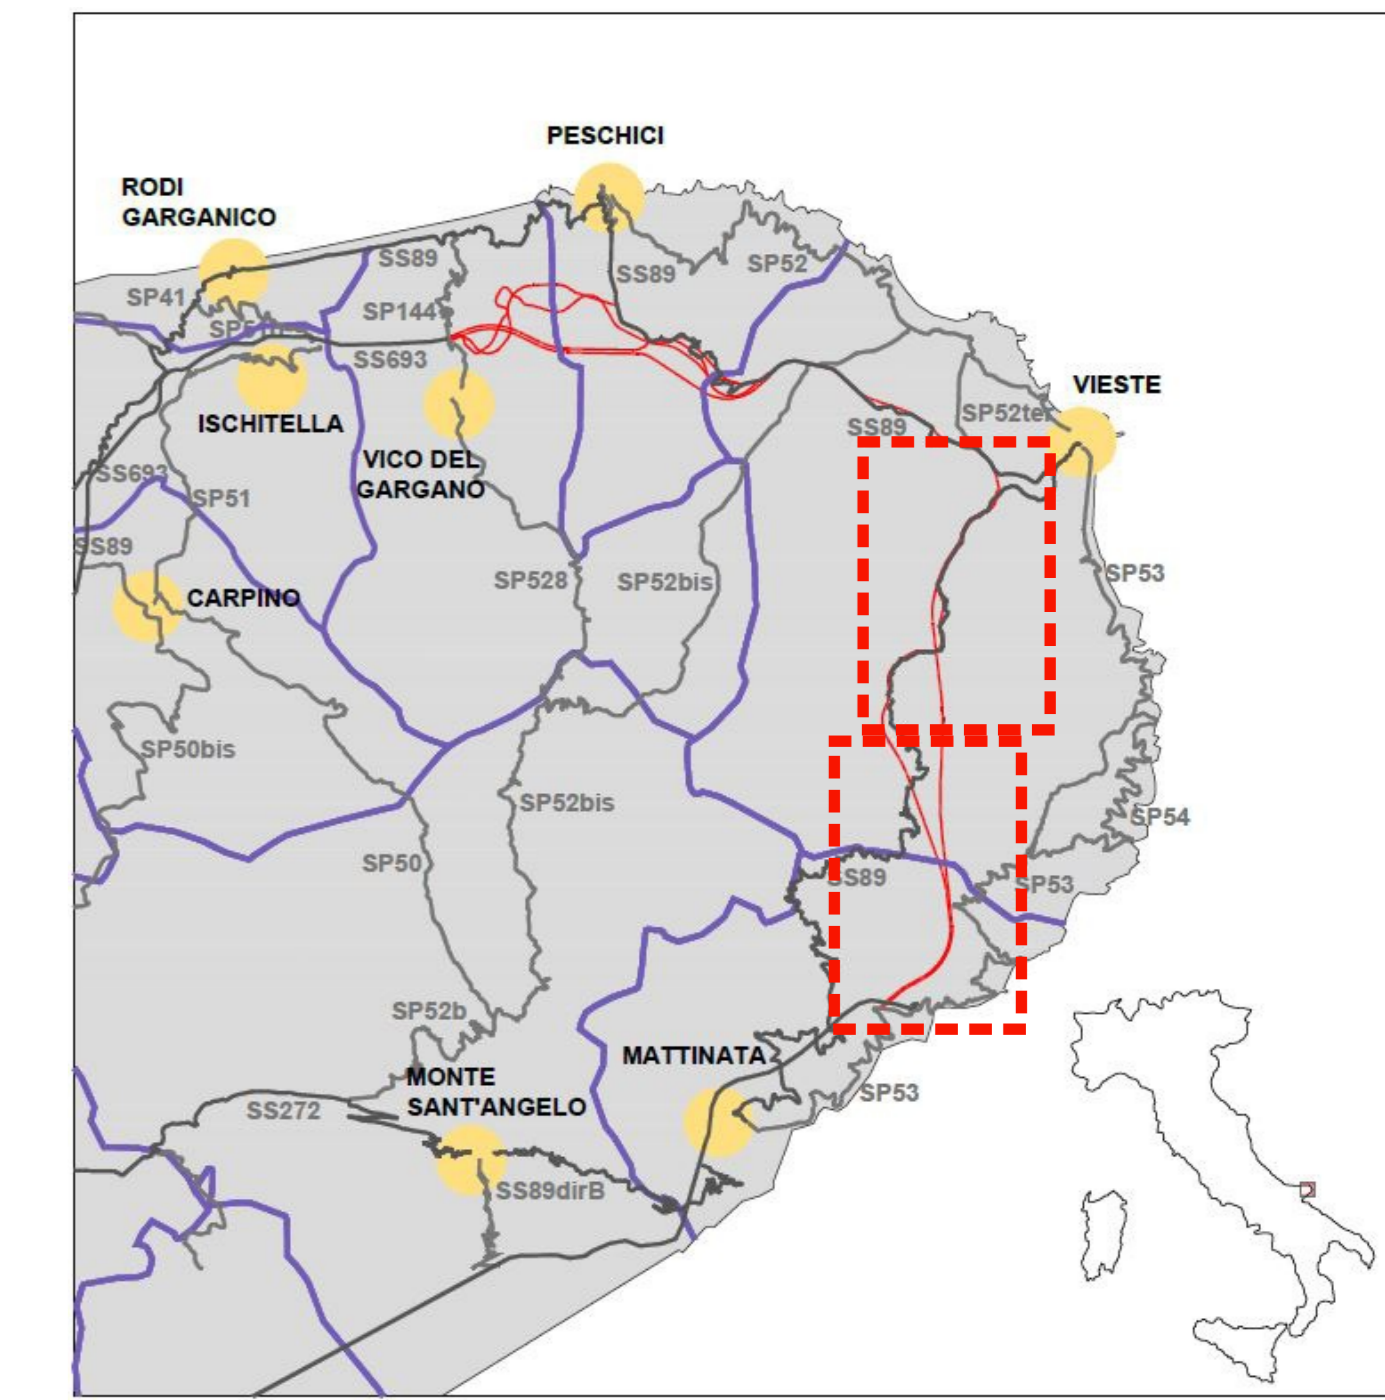 PESCHICI
RODI
GARGANICO
SS89
SP52
SS89
SP41
SP144
SS693
VIESTE
ISCHITELLA
SP52ter
SS89
VICO DEL
GARGANO
SS693
SP51
SS89
SP528
SP52bis
SP53
CARPINO
SP50bis
SP52bis
SP54
SP50
SS89
SP53
SP52b
MATTINATA
MONTE
SANT'ANGELO
SP53
SS272
SS89dirB